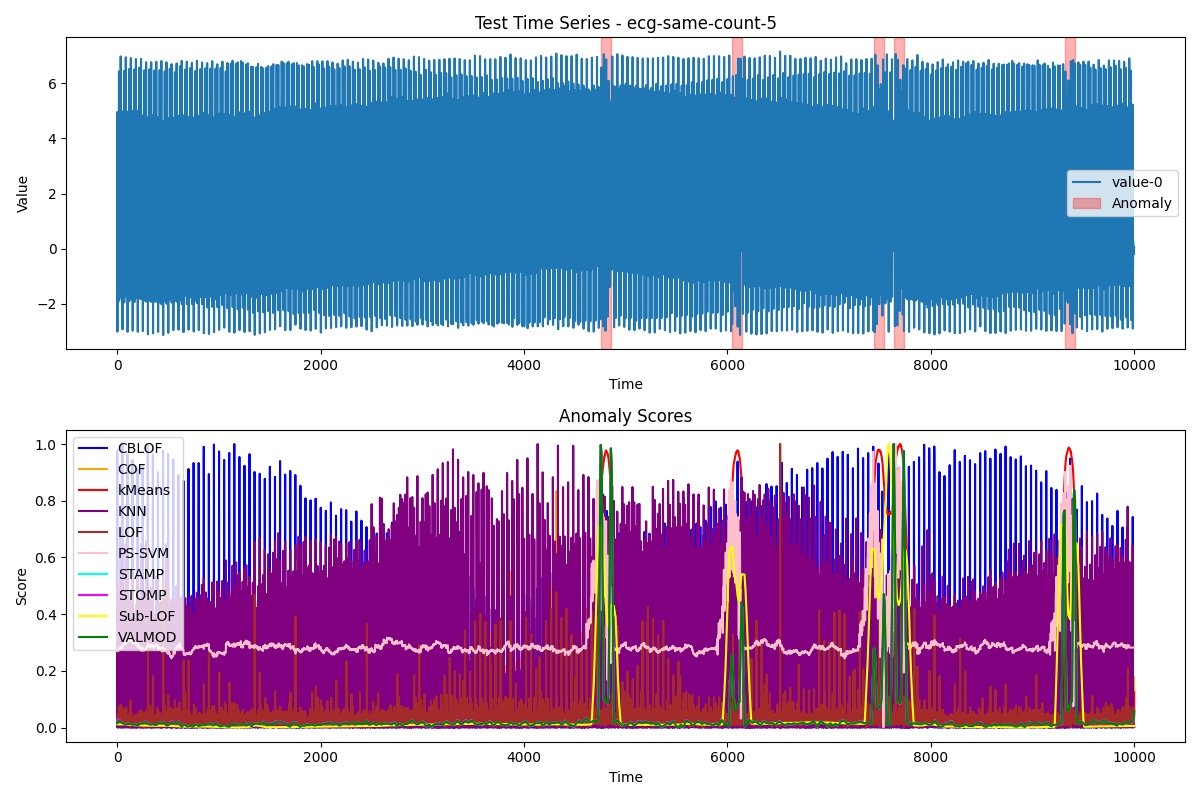 Test Time Series - ecg-same-count-5
Value
6
4
2
0
−2
value-0
Anomaly
0
2000
4000
6000
8000
10000
Time
Anomaly Scores
Score
1.0
0.8
0.6
0.4
0.2
0.0
CBLOF
COF
kMeans
KNN
LOF
PS-SVM
STAMP
STOMP
Sub-LOF
VALMOD
0
2000
4000
6000
8000
10000
Time